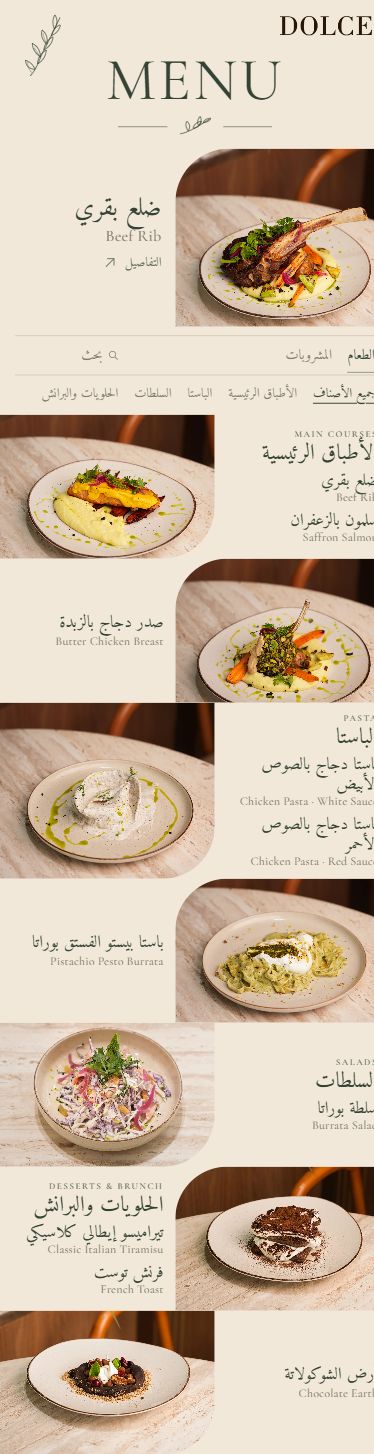 DOLCE
MENU
ضلع بقري
Beef Rib
التفاصيل
الطعام
المشروبات
بحث
جميع الأصناف
الأطباق الرئيسية
الباستا
السلطات
الحلويات والبرانش
MAIN COURSES
الأطباق الرئيسية
ضلع بقري
Beef Rib
سلمون بالزعفران
Saffron Salmon
صدر دجاج بالزبدة
Butter Chicken Breast
PASTA
الباستا
باستا دجاج بالصوص
الأبيض
Chicken Pasta · White Sauce
باستا دجاج بالصوص
الأحمر
Chicken Pasta · Red Sauce
باستا بيستو الفستق بوراتا
Pistachio Pesto Burrata
SALADS
السلطات
سلطة بوراتا
Burrata Salad
DESSERTS & BRUNCH
الحلويات والبرانش
تيراميسو إيطالي كلاسيكي
Classic Italian Tiramisu
فرنش توست
French Toast
أرض الشوكولاتة
Chocolate Earth